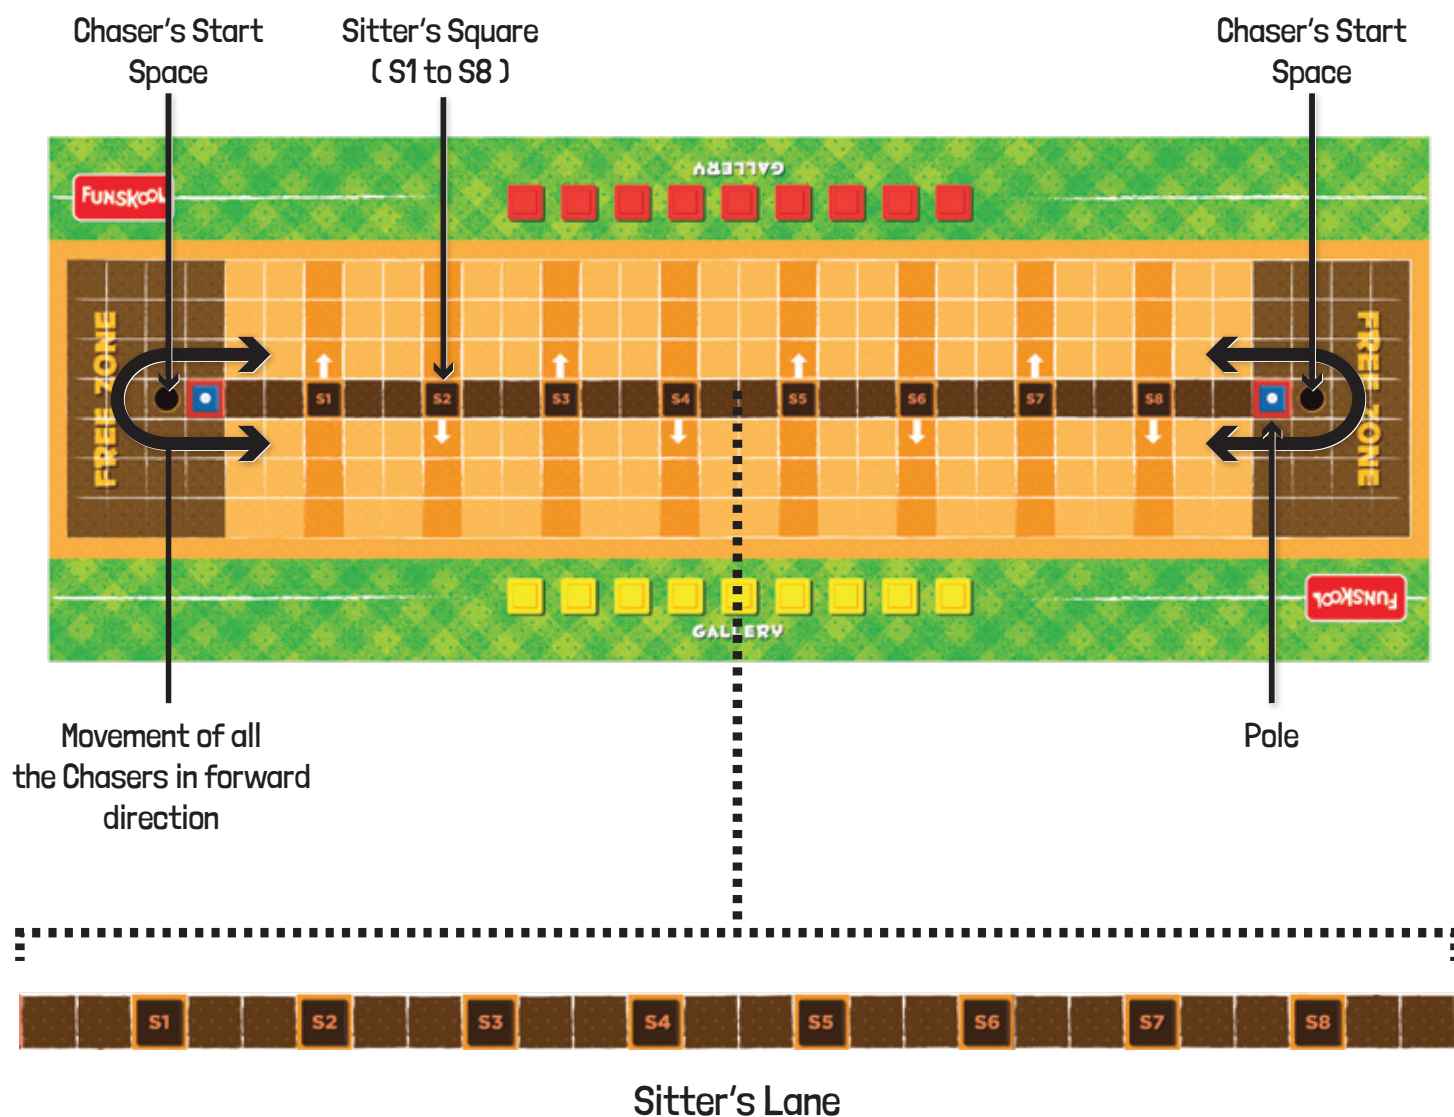 Chaser's Start
Space
Sitter's Square
( S1 to S8 )
Chaser's Start
Space
FUNSKOOL
GALLERY
FREE ZONE
S1
S2
S3
S4
S5
S6
S7
S8
FREE ZONE
GALLERY
FUNSKOOL
Movement of all
the Chasers in forward
direction
Pole
S1
S2
S3
S4
S5
S6
S7
S8
Sitter's Lane